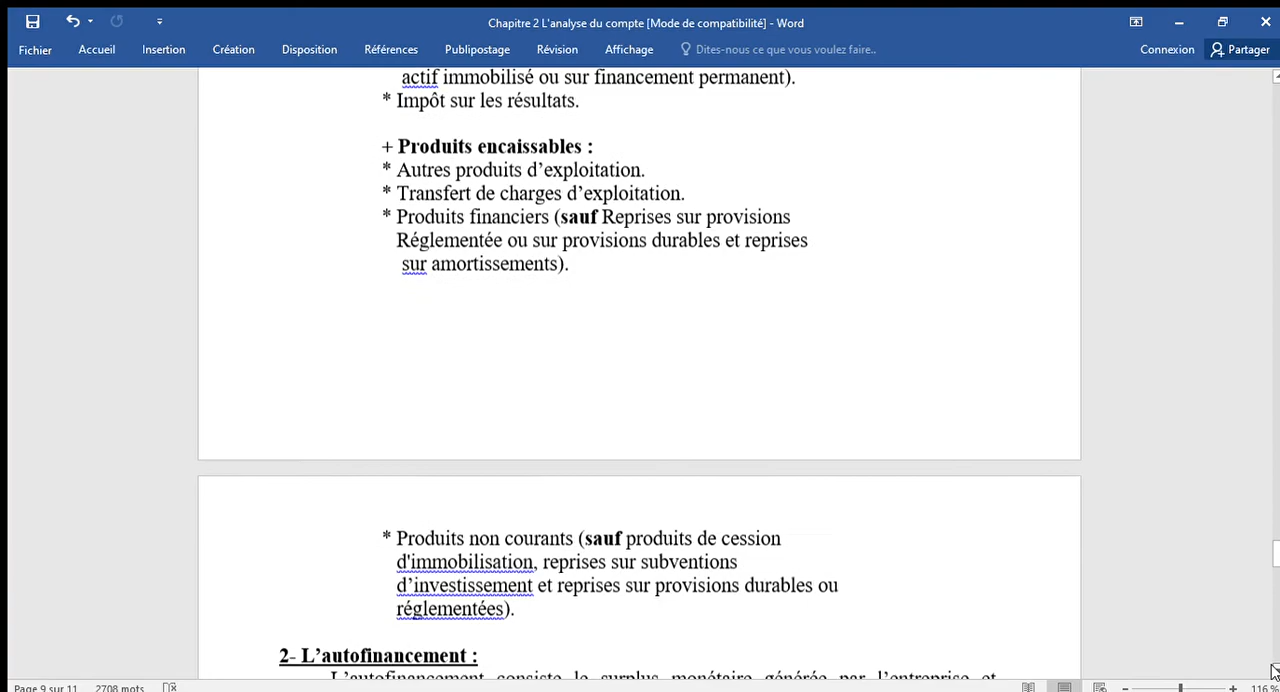 Chapitre 2 L'analyse du compte [Mode de compatibilité] - Word
Fichier Accueil Insertion Création Disposition Références Publipostage Révision Affichage Dites-nous ce que vous voulez faire.. Connexion Partager
actif immobilisé ou sur financement permanent).
* Impôt sur les résultats.
+ Produits encaissables :
* Autres produits d’exploitation.
* Transfert de charges d’exploitation.
* Produits financiers (sauf Reprises sur provisions
Réglementée ou sur provisions durables et reprises
sur amortissements).
* Produits non courants (sauf produits de cession
d'immobilisation, reprises sur subventions
d’investissement et reprises sur provisions durables ou
réglementées).
2- L’autofinancement :
L’autofinancement consiste le surplus monétaire générée par l’entreprise et
Page 9 sur 11 2708 mots 116 %